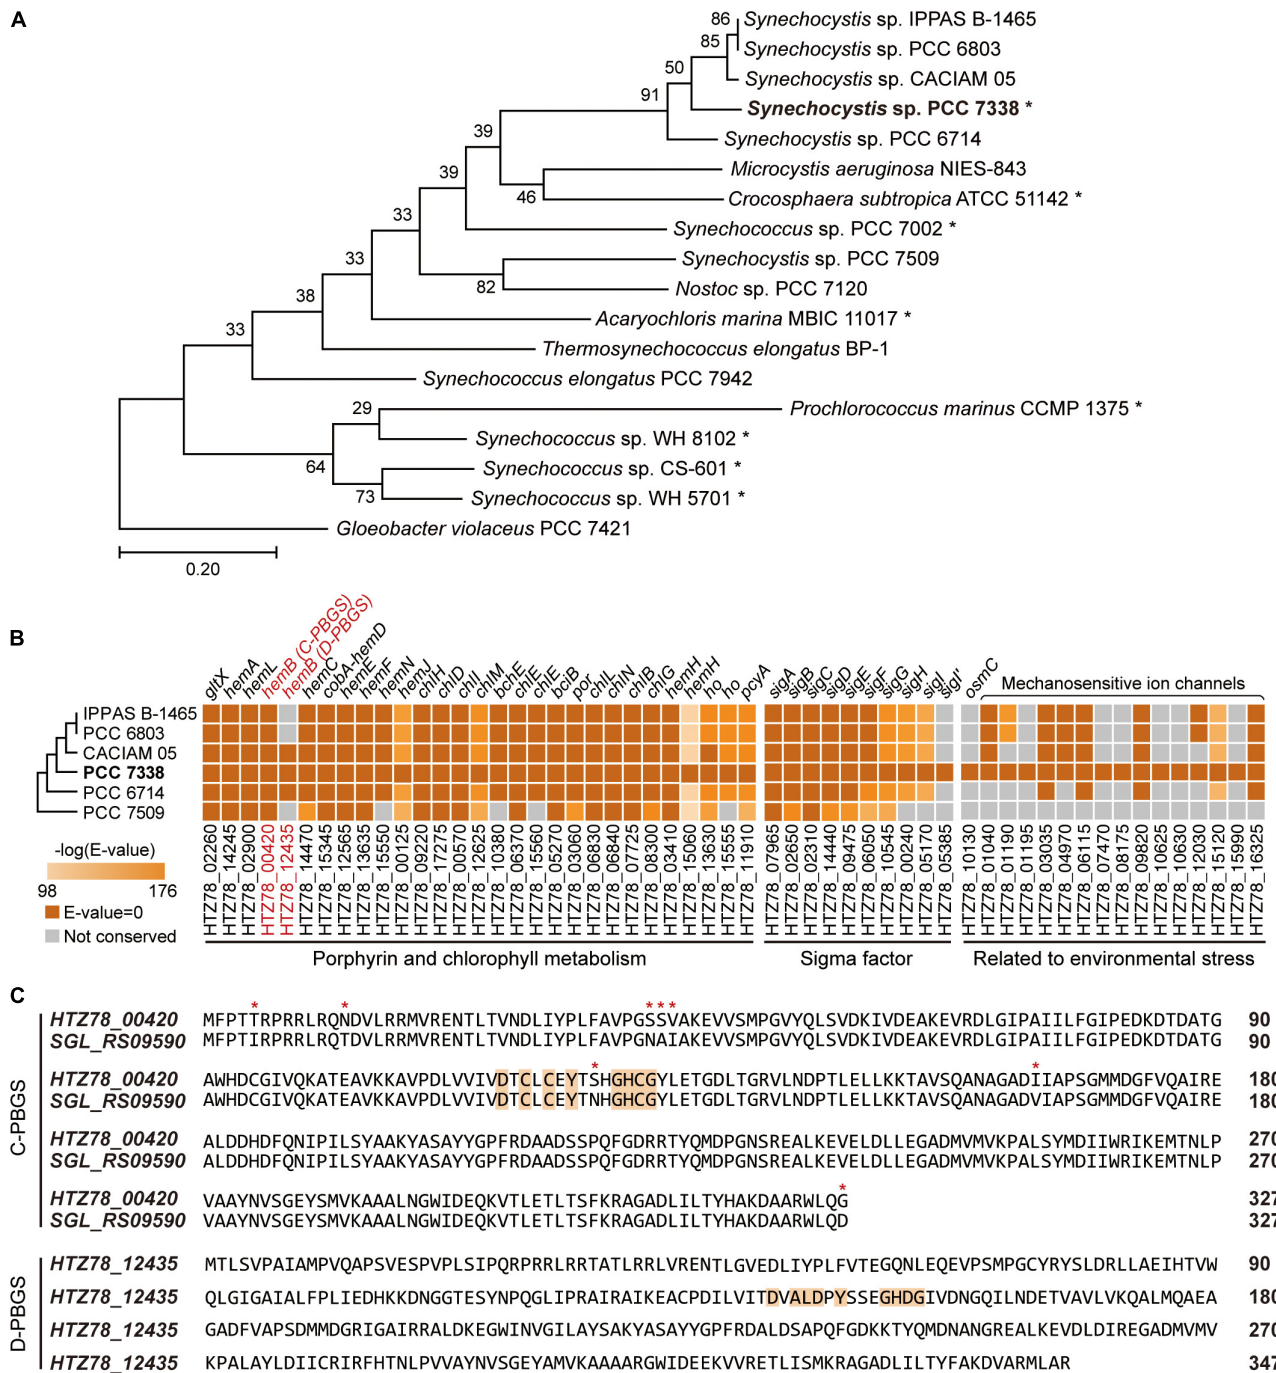 A
86 Synechocystis sp. IPPAS B-1465
85 Synechocystis sp. PCC 6803
50 Synechocystis sp. CACIAM 05
91 Synechocystis sp. PCC 7338 *
39 Synechocystis sp. PCC 6714
Microcystis aeruginosa NIES-843
39
46 Crocosphaera subtropica ATCC 51142 *
33 Synechococcus sp. PCC 7002 *
33 Synechocystis sp. PCC 7509
82 Nostoc sp. PCC 7120
38 Acaryochloris marina MBIC 11017 *
33 Thermosynechococcus elongatus BP-1
Synechococcus elongatus PCC 7942
29 Prochlorococcus marinus CCMP 1375 *
Synechococcus sp. WH 8102 *
64 Synechococcus sp. CS-601 *
73 Synechococcus sp. WH 5701 *
Gloeobacter violaceus PCC 7421
0.20
B
gltX
hemA
hemL
hemB (C-PBGS)
hemB (D-PBGS)
hemC
cobA-hemD
hemE
hemF
hemN
hemJ
chlH
chlD
chlI
chlM
bchE
chlE
chlE
bciB
por
chlL
chlN
chlB
chlG
hemH
hemH
ho
ho
pcyA
sigA
sigB
sigC
sigD
sigE
sigF
sigG
sigH
sigI
sigI'
osmC
Mechanosensitive ion channels
IPPAS B-1465
PCC 6803
CACIAM 05
PCC 7338
PCC 6714
PCC 7509
-log(E-value)
98 176
E-value=0
Not conserved
HTZ78_02260
HTZ78_14245
HTZ78_02900
HTZ78_00420
HTZ78_12435
HTZ78_14470
HTZ78_15345
HTZ78_12565
HTZ78_13635
HTZ78_15550
HTZ78_00125
HTZ78_09220
HTZ78_17275
HTZ78_00570
HTZ78_12625
HTZ78_10380
HTZ78_06370
HTZ78_15560
HTZ78_05270
HTZ78_03060
HTZ78_06830
HTZ78_06840
HTZ78_07725
HTZ78_08300
HTZ78_03410
HTZ78_15060
HTZ78_13630
HTZ78_15555
HTZ78_11910
HTZ78_07965
HTZ78_02650
HTZ78_02310
HTZ78_14440
HTZ78_09475
HTZ78_06050
HTZ78_10545
HTZ78_00240
HTZ78_05170
HTZ78_05385
HTZ78_10130
HTZ78_01040
HTZ78_01190
HTZ78_01195
HTZ78_03035
HTZ78_04970
HTZ78_06115
HTZ78_07470
HTZ78_08175
HTZ78_09820
HTZ78_10625
HTZ78_10630
HTZ78_12030
HTZ78_15120
HTZ78_15990
HTZ78_16325
Porphyrin and chlorophyll metabolism
Sigma factor
Related to environmental stress
C
C-PBGS
* * * * *
HTZ78_00420 MFPTTRPRRLRQNDVLRRMVRENTLTVNDLIYPLFAVPGSSVAKEVVSMPGVYQLSVDKIVDEAKEVRDLGIPAIILFGIPEDKDTDATG 90
SGL_RS09590 MFPTIRPRRLRQTDVLRRMVRENTLTVNDLIYPLFAVPGNAIAKEVVSMPGVYQLSVDKIVDEAKEVRDLGIPAIILFGIPEDKDTDATG 90
* *
HTZ78_00420 AWHDCGIVQKATEAVKKAVPDLVVIVDTCLCEYTSHGHCGYLETGDLTGRVLNDPTLELLKKTAVSQANAGADIIAPSGMMDGFVQAIRE 180
SGL_RS09590 AWHDCGIVQKATEAVKKAVPDLVVIVDTCLCEYTNHGHCGYLETGDLTGRVLNDPTLELLKKTAVSQANAGADVIAPSGMMDGFVQAIRE 180
HTZ78_00420 ALDDHDFQNIPILSYAAKYASAYYGPFRDAADSSPQFGDRRTYQMDPGNSREALKEVELDLLEGADMVMVKPALSYMDIIWRIKEMTNLP 270
SGL_RS09590 ALDDHDFQNIPILSYAAKYASAYYGPFRDAADSSPQFGDRRTYQMDPGNSREALKEVELDLLEGADMVMVKPALSYMDIIWRIKEMTNLP 270
*
HTZ78_00420 VAAYNVSGEYSMVKAAALNGWIDEQKVTLETLTSFKRAGADLILTYHAKDAARWLQG 327
SGL_RS09590 VAAYNVSGEYSMVKAAALNGWIDEQKVTLETLTSFKRAGADLILTYHAKDAARWLQD 327
D-PBGS
HTZ78_12435 MTLSVPAIAMPVQAPSVESPVPLSIPQRPRRLRRTATLRRLVRENTLGVEDLIYPLFVTEGQNLEQEVPSMPGCYRYSLDRLLAEIHTVW 90
HTZ78_12435 QLGIGAIALFPLIEDHKKDNGGTESYNPQGLIPRAIRAIKEACPDILVITDVALDPYSSEGHDGIVDNGQILNDETVAVLVKQALMQAEA 180
HTZ78_12435 GADFVAPSDMMDGRIGAIRRALDKEGWINVGILAYSAKYASAYYGPFRDALDSAPQFGDKKTYQMDNANGREALKEVDLDIREGADMVMV 270
HTZ78_12435 KPALAYLDIICRIRFHTNLPVVAYNVSGEYAMVKAAAARGWIDEEKVVRETLISMKRAGADLILTYFAKDVARMLAR 347